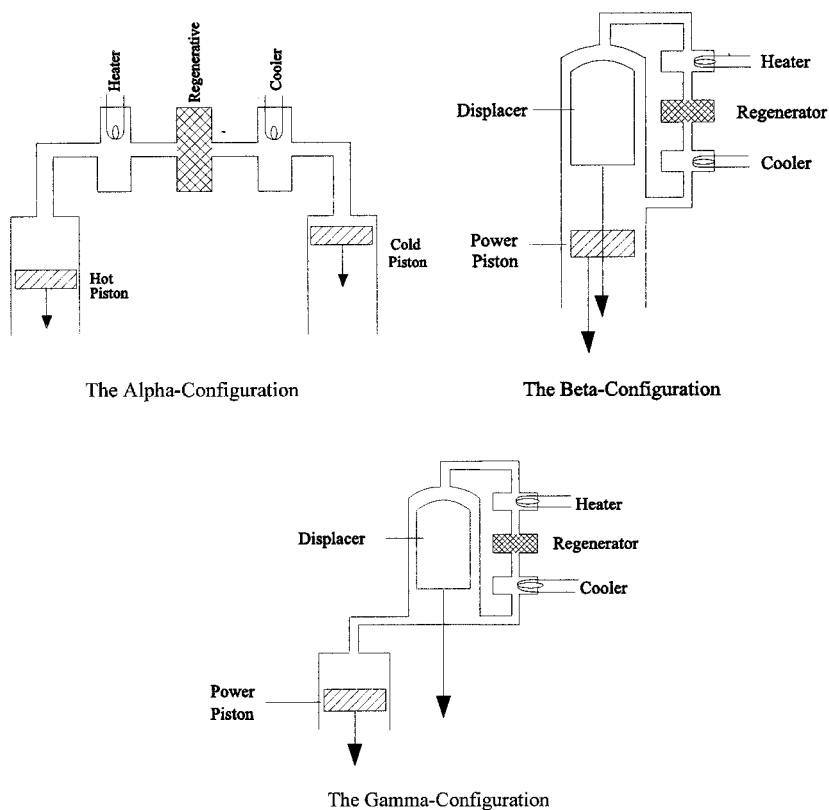 Heater
Regenerative
Cooler
Hot
Piston
Cold
Piston
The Alpha-Configuration
Displacer
Heater
Regenerator
Cooler
Power
Piston
The Beta-Configuration
Displacer
Heater
Regenerator
Cooler
Power
Piston
The Gamma-Configuration